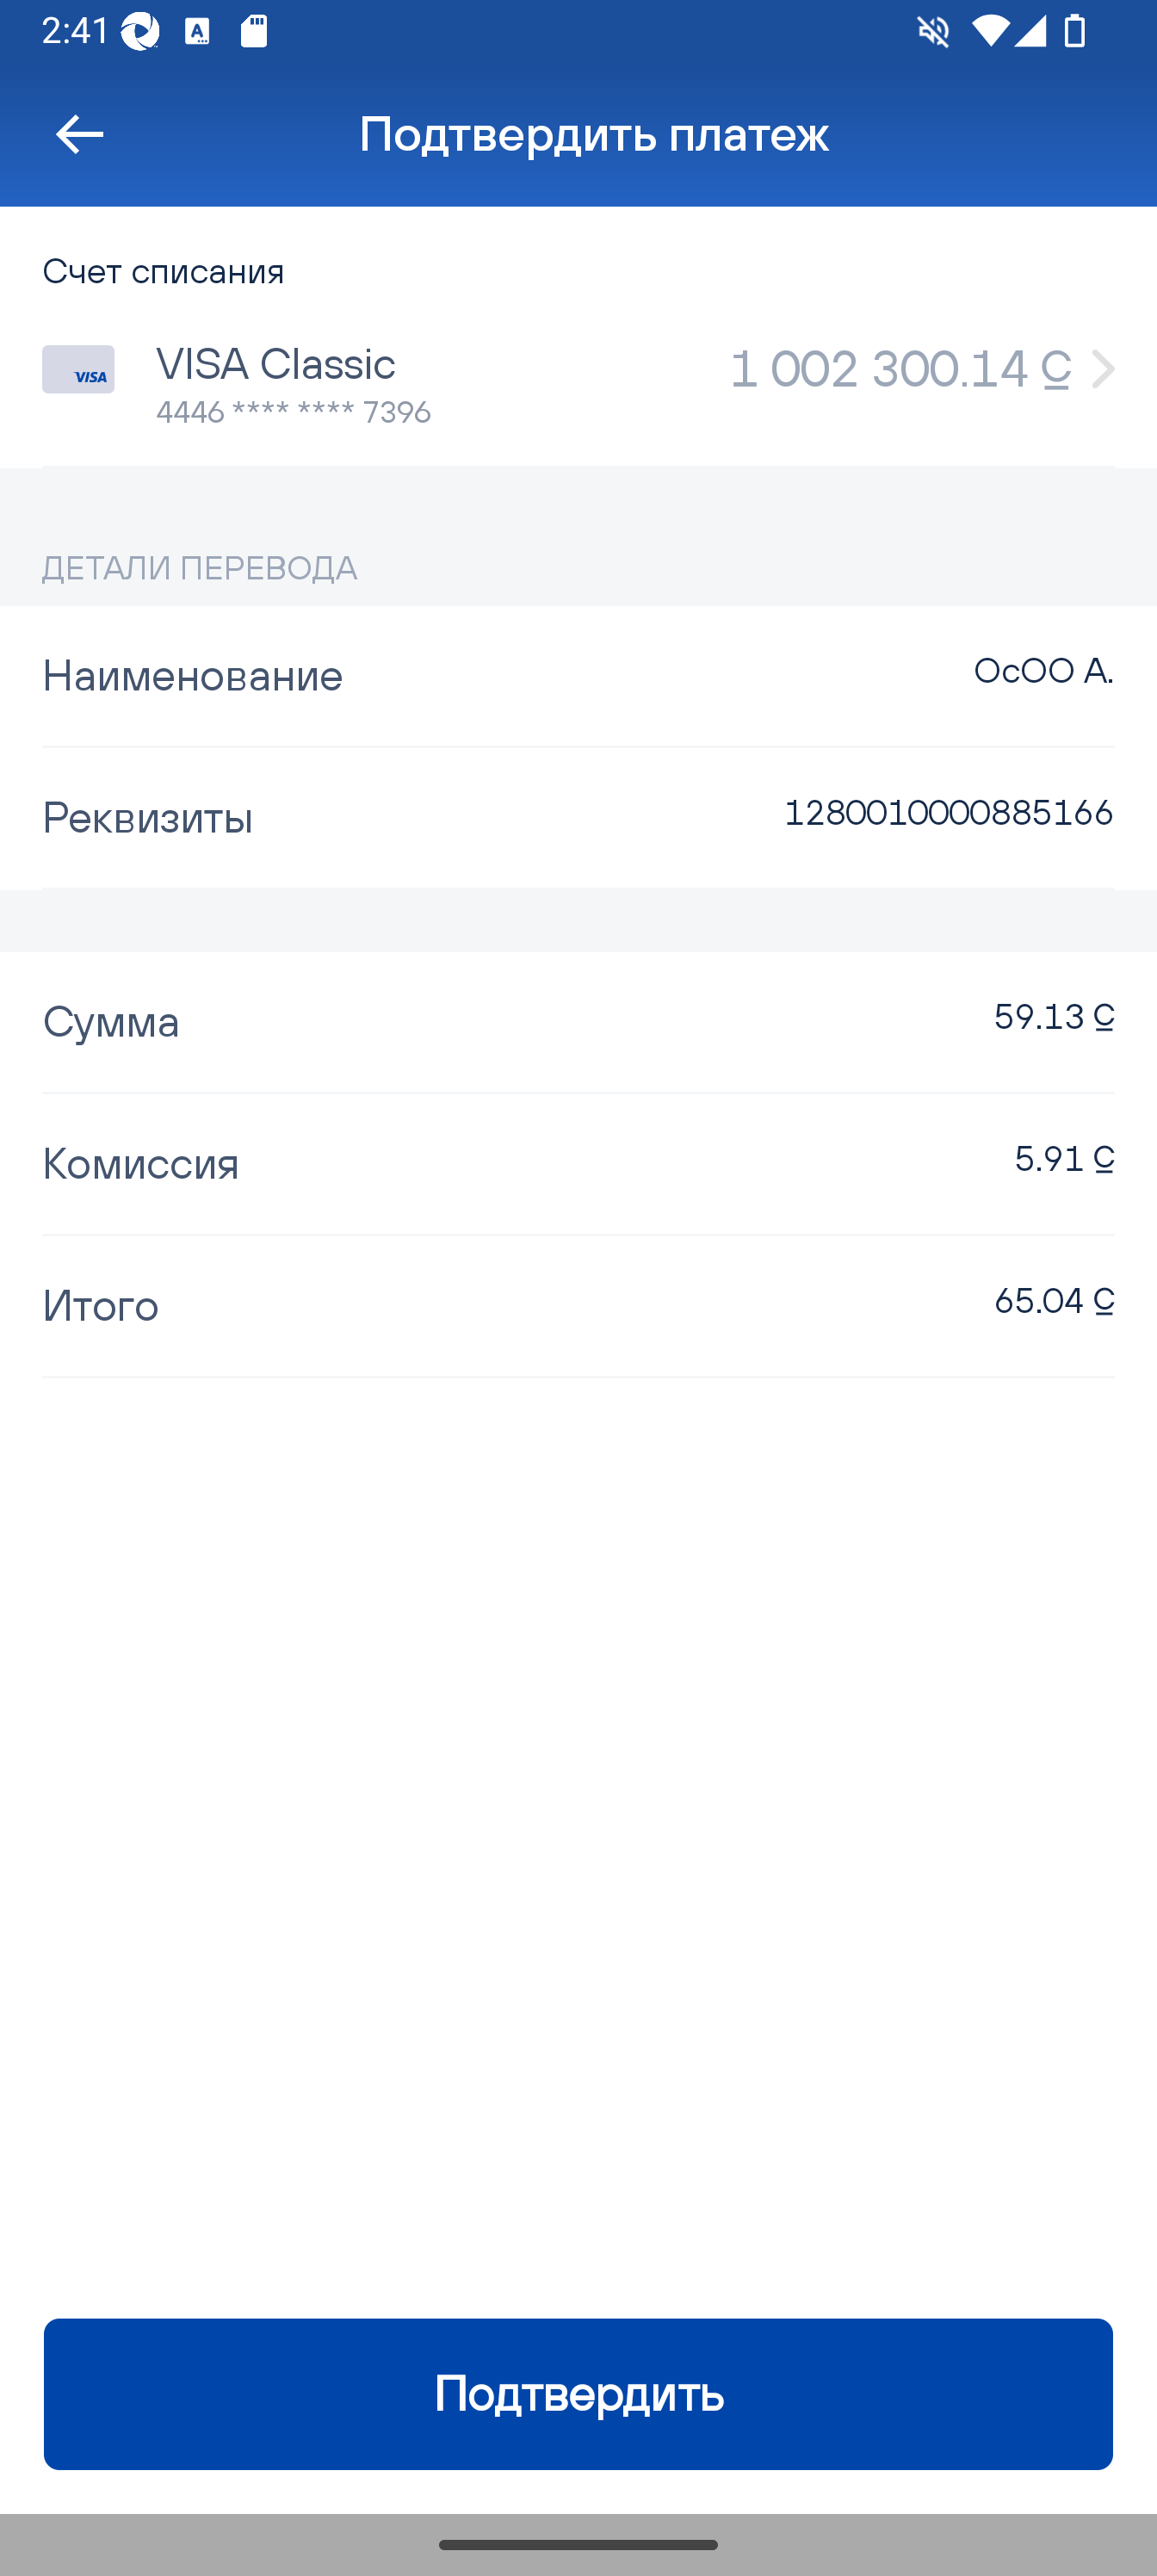 2:41
Подтвердить платеж
Счет списания
VISA
VISA Classic
1 002 300.14 С
4446 **** **** 7396
ДЕТАЛИ ПЕРЕВОДА
Наименование
ОсОО А.
Реквизиты
1280010000885166
Сумма
59.13 С
Комиссия
5.91 С
Итого
65.04 С
Подтвердить